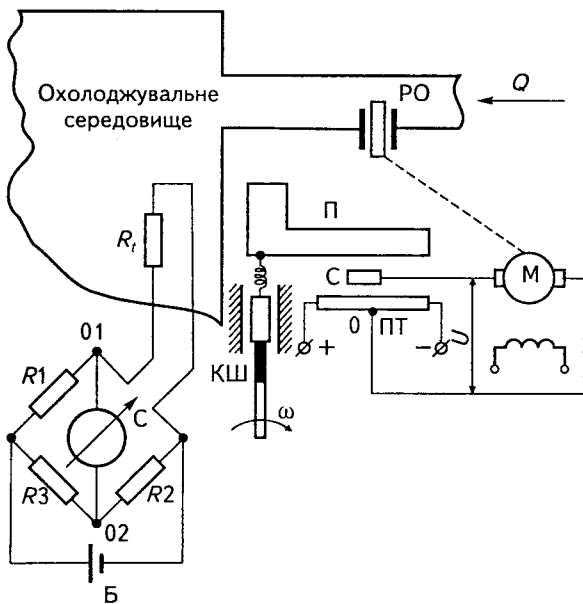 Охолоджувальне
середовище
РО
Q
Rt
П
С
М
01
0
ПТ
U
+
−
КШ
R1
С
ω
R3
R2
02
Б